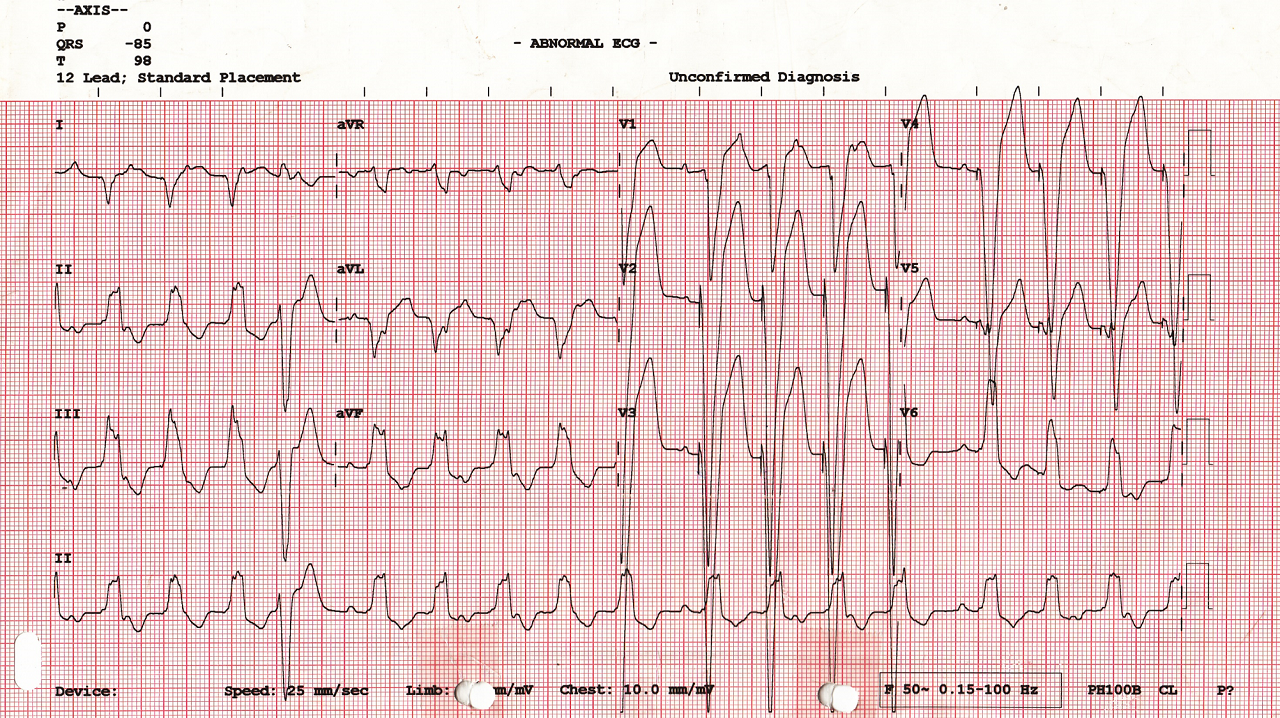 --AXIS--
P 0
QRS -85
T 98
- ABNORMAL ECG -
12 Lead; Standard Placement
Unconfirmed Diagnosis
I aVR V1 V4
II aVL V2 V5
III aVF V3 V6
II
Device: Speed: 25 mm/sec Limb: mm/mV Chest: 10.0 mm/mV F 50~ 0.15-100 Hz PH100B CL P?